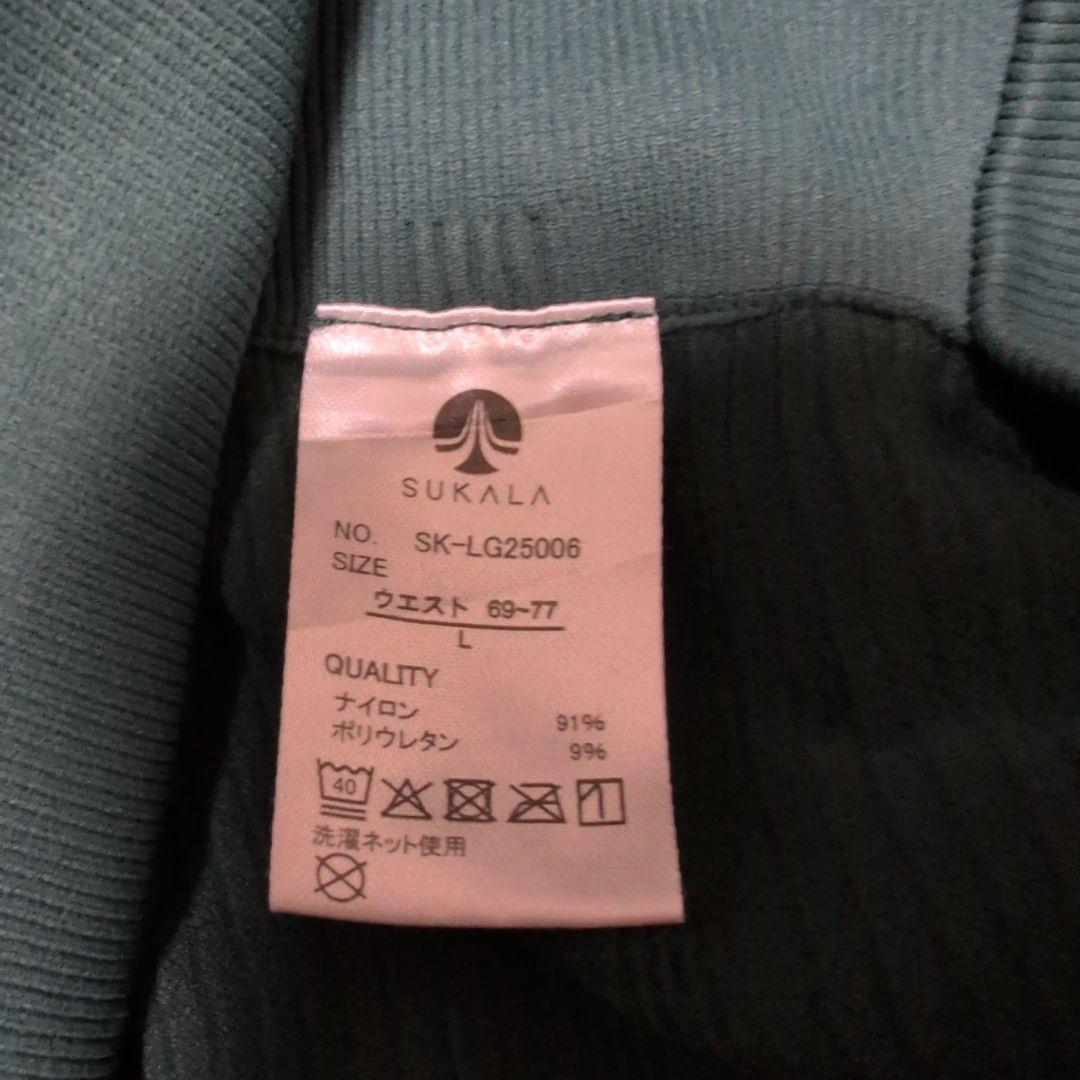 SUKALA
NO. SK-LG25006
SIZE
ウエスト 69~77
L
QUALITY
ナイロン 91%
ポリウレタン 9%
40
洗濯ネット使用